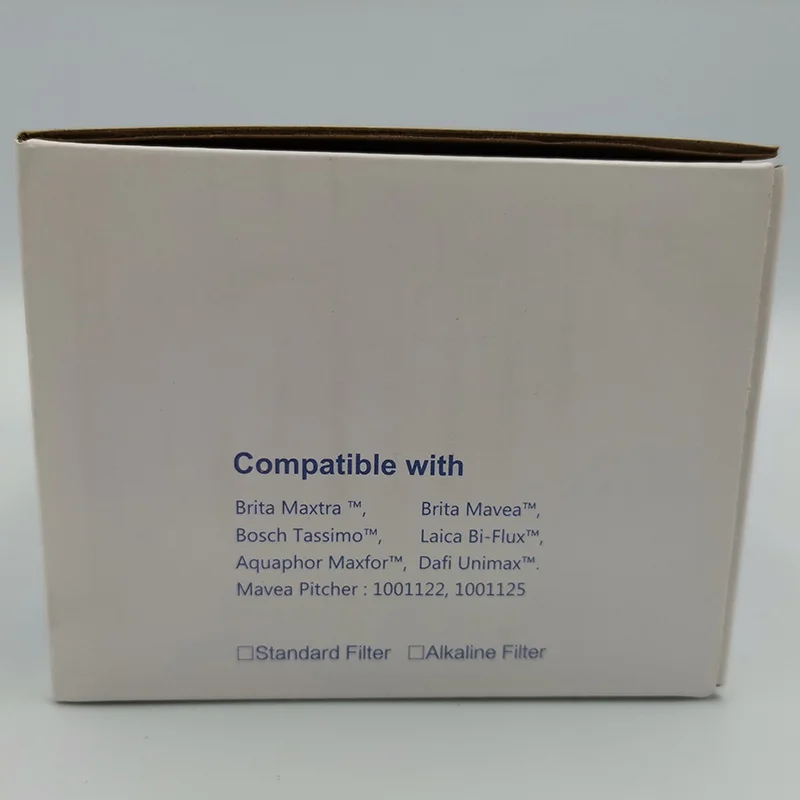 Compatible with
Brita Maxtra ™, Brita Mavea™,
Bosch Tassimo™, Laica Bi-Flux™,
Aquaphor Maxfor™, Dafi Unimax™.
Mavea Pitcher : 1001122, 1001125
☐Standard Filter ☐Alkaline Filter